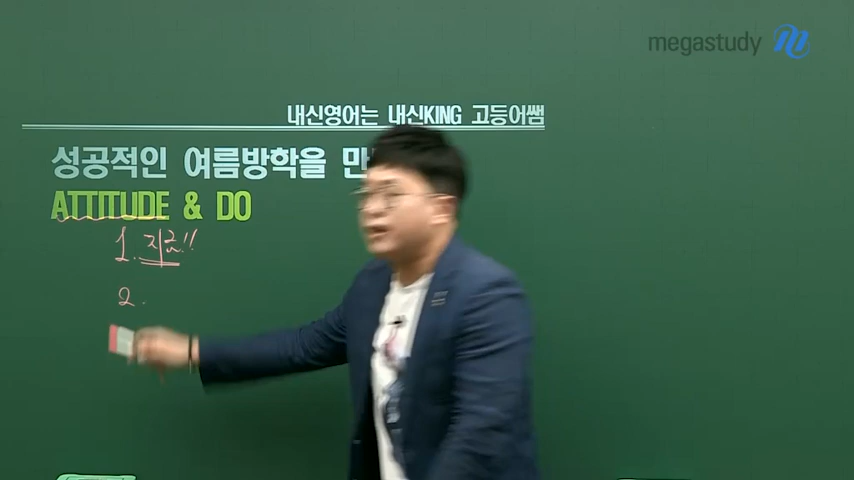 megastudy
내신영어는 내신KING 고등어쌤
성공적인 여름방학을 만
ATTITUDE & DO
1. 지금!!
2.